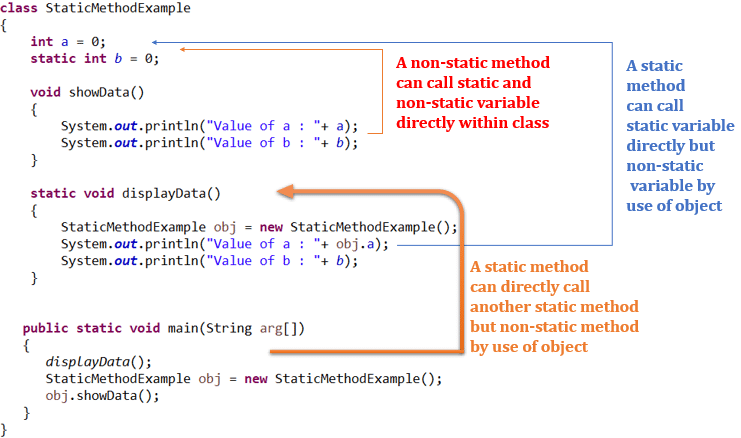 class StaticMethodExample
{
int a = 0;
static int b = 0;
void showData()
{
System.out.println("Value of a : "+ a);
System.out.println("Value of b : "+ b);
}
static void displayData()
{
StaticMethodExample obj = new StaticMethodExample();
System.out.println("Value of a : "+ obj.a);
System.out.println("Value of b : "+ b);
}
public static void main(String arg[])
{
displayData();
StaticMethodExample obj = new StaticMethodExample();
obj.showData();
}
}
A non-static method
can call static and
non-static variable
directly within class
A static
method
can call
static variable
directly but
non-static
variable by
use of object
A static method
can directly call
another static method
but non-static method
by use of object